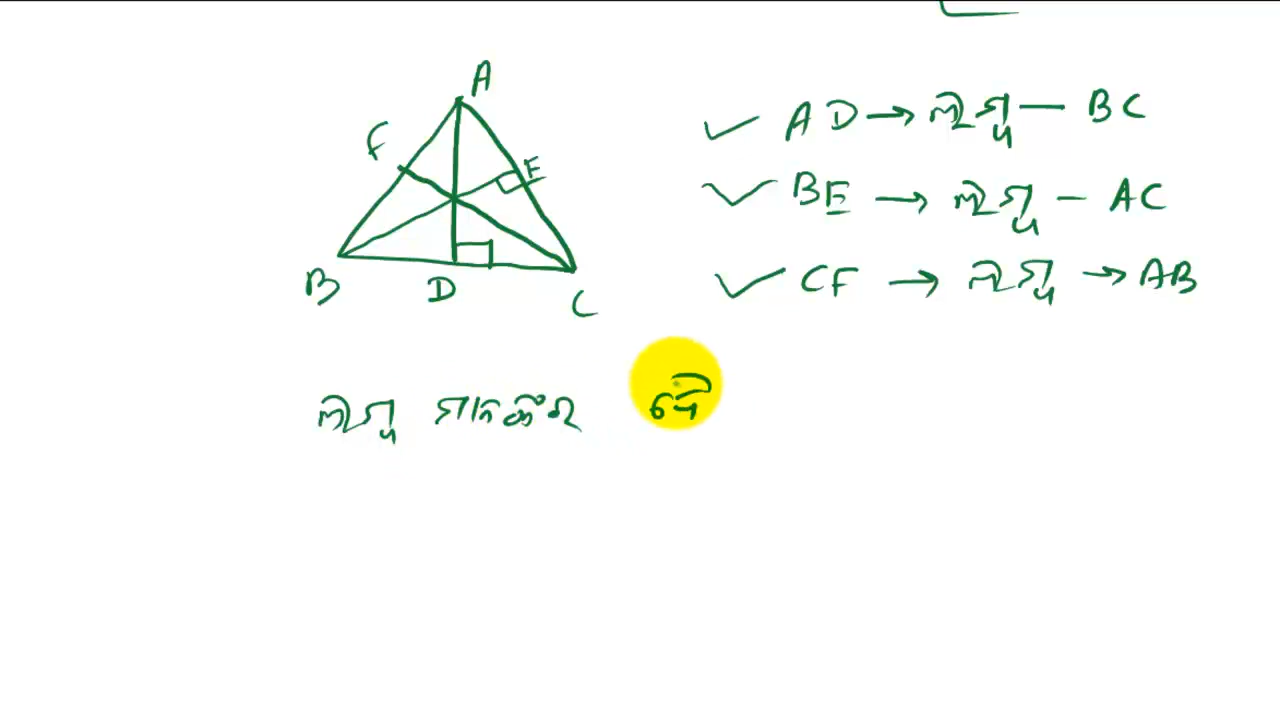 A
F
E
B
D
C
✓ AD → ଲମ୍ବ — BC
✓ BE → ଲମ୍ବ - AC
✓ CF → ଲମ୍ବ → AB
ଲମ୍ବ ମାନଙ୍କର